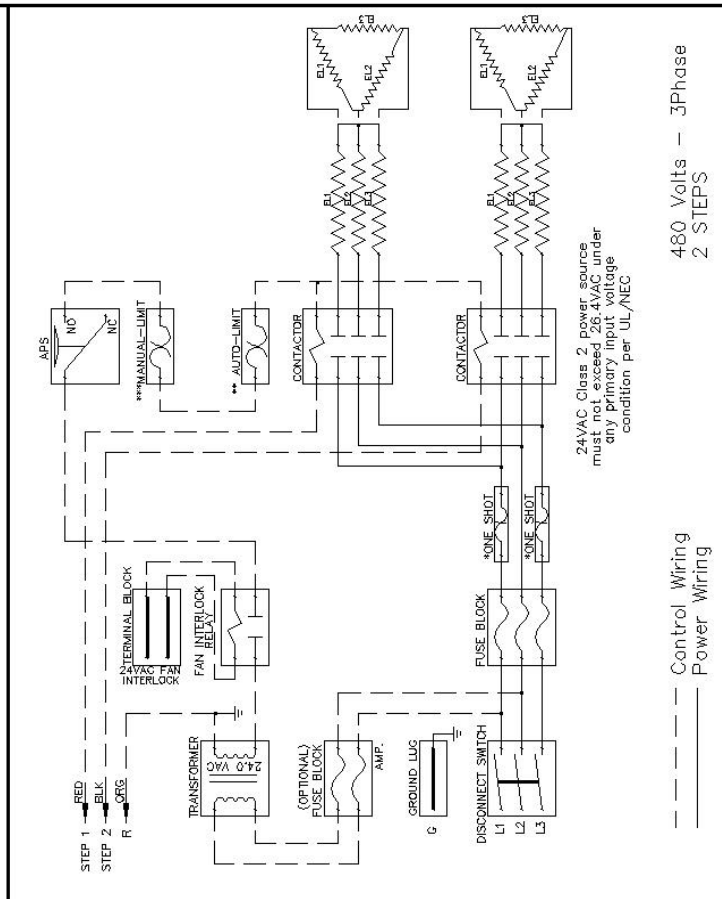 EL3
EL1
EL2
EL3
EL1
EL2
EL1
EL2
EL3
EL1
EL2
EL3
APS
NO
NC
***MANUAL-LIMIT
** AUTO-LIMIT
CONTACTOR
CONTACTOR
24VAC Class 2 power source
must not exceed 26.4VAC under
any primary input voltage
condition per UL/NEC
480 Volts - 3Phase
2 STEPS
*ONE SHOT
*ONE SHOT
TERMINAL BLOCK
24VAC FAN
INTERLOCK
FAN INTERLOCK
RELAY
FUSE BLOCK
TRANSFORMER
24.0 VAC
(OPTIONAL)
FUSE BLOCK
AMP.
GROUND LUG
G
DISCONNECT SWITCH
L1
L2
L3
STEP 1
RED
STEP 2
BLK
R
ORG
Control Wiring
Power Wiring